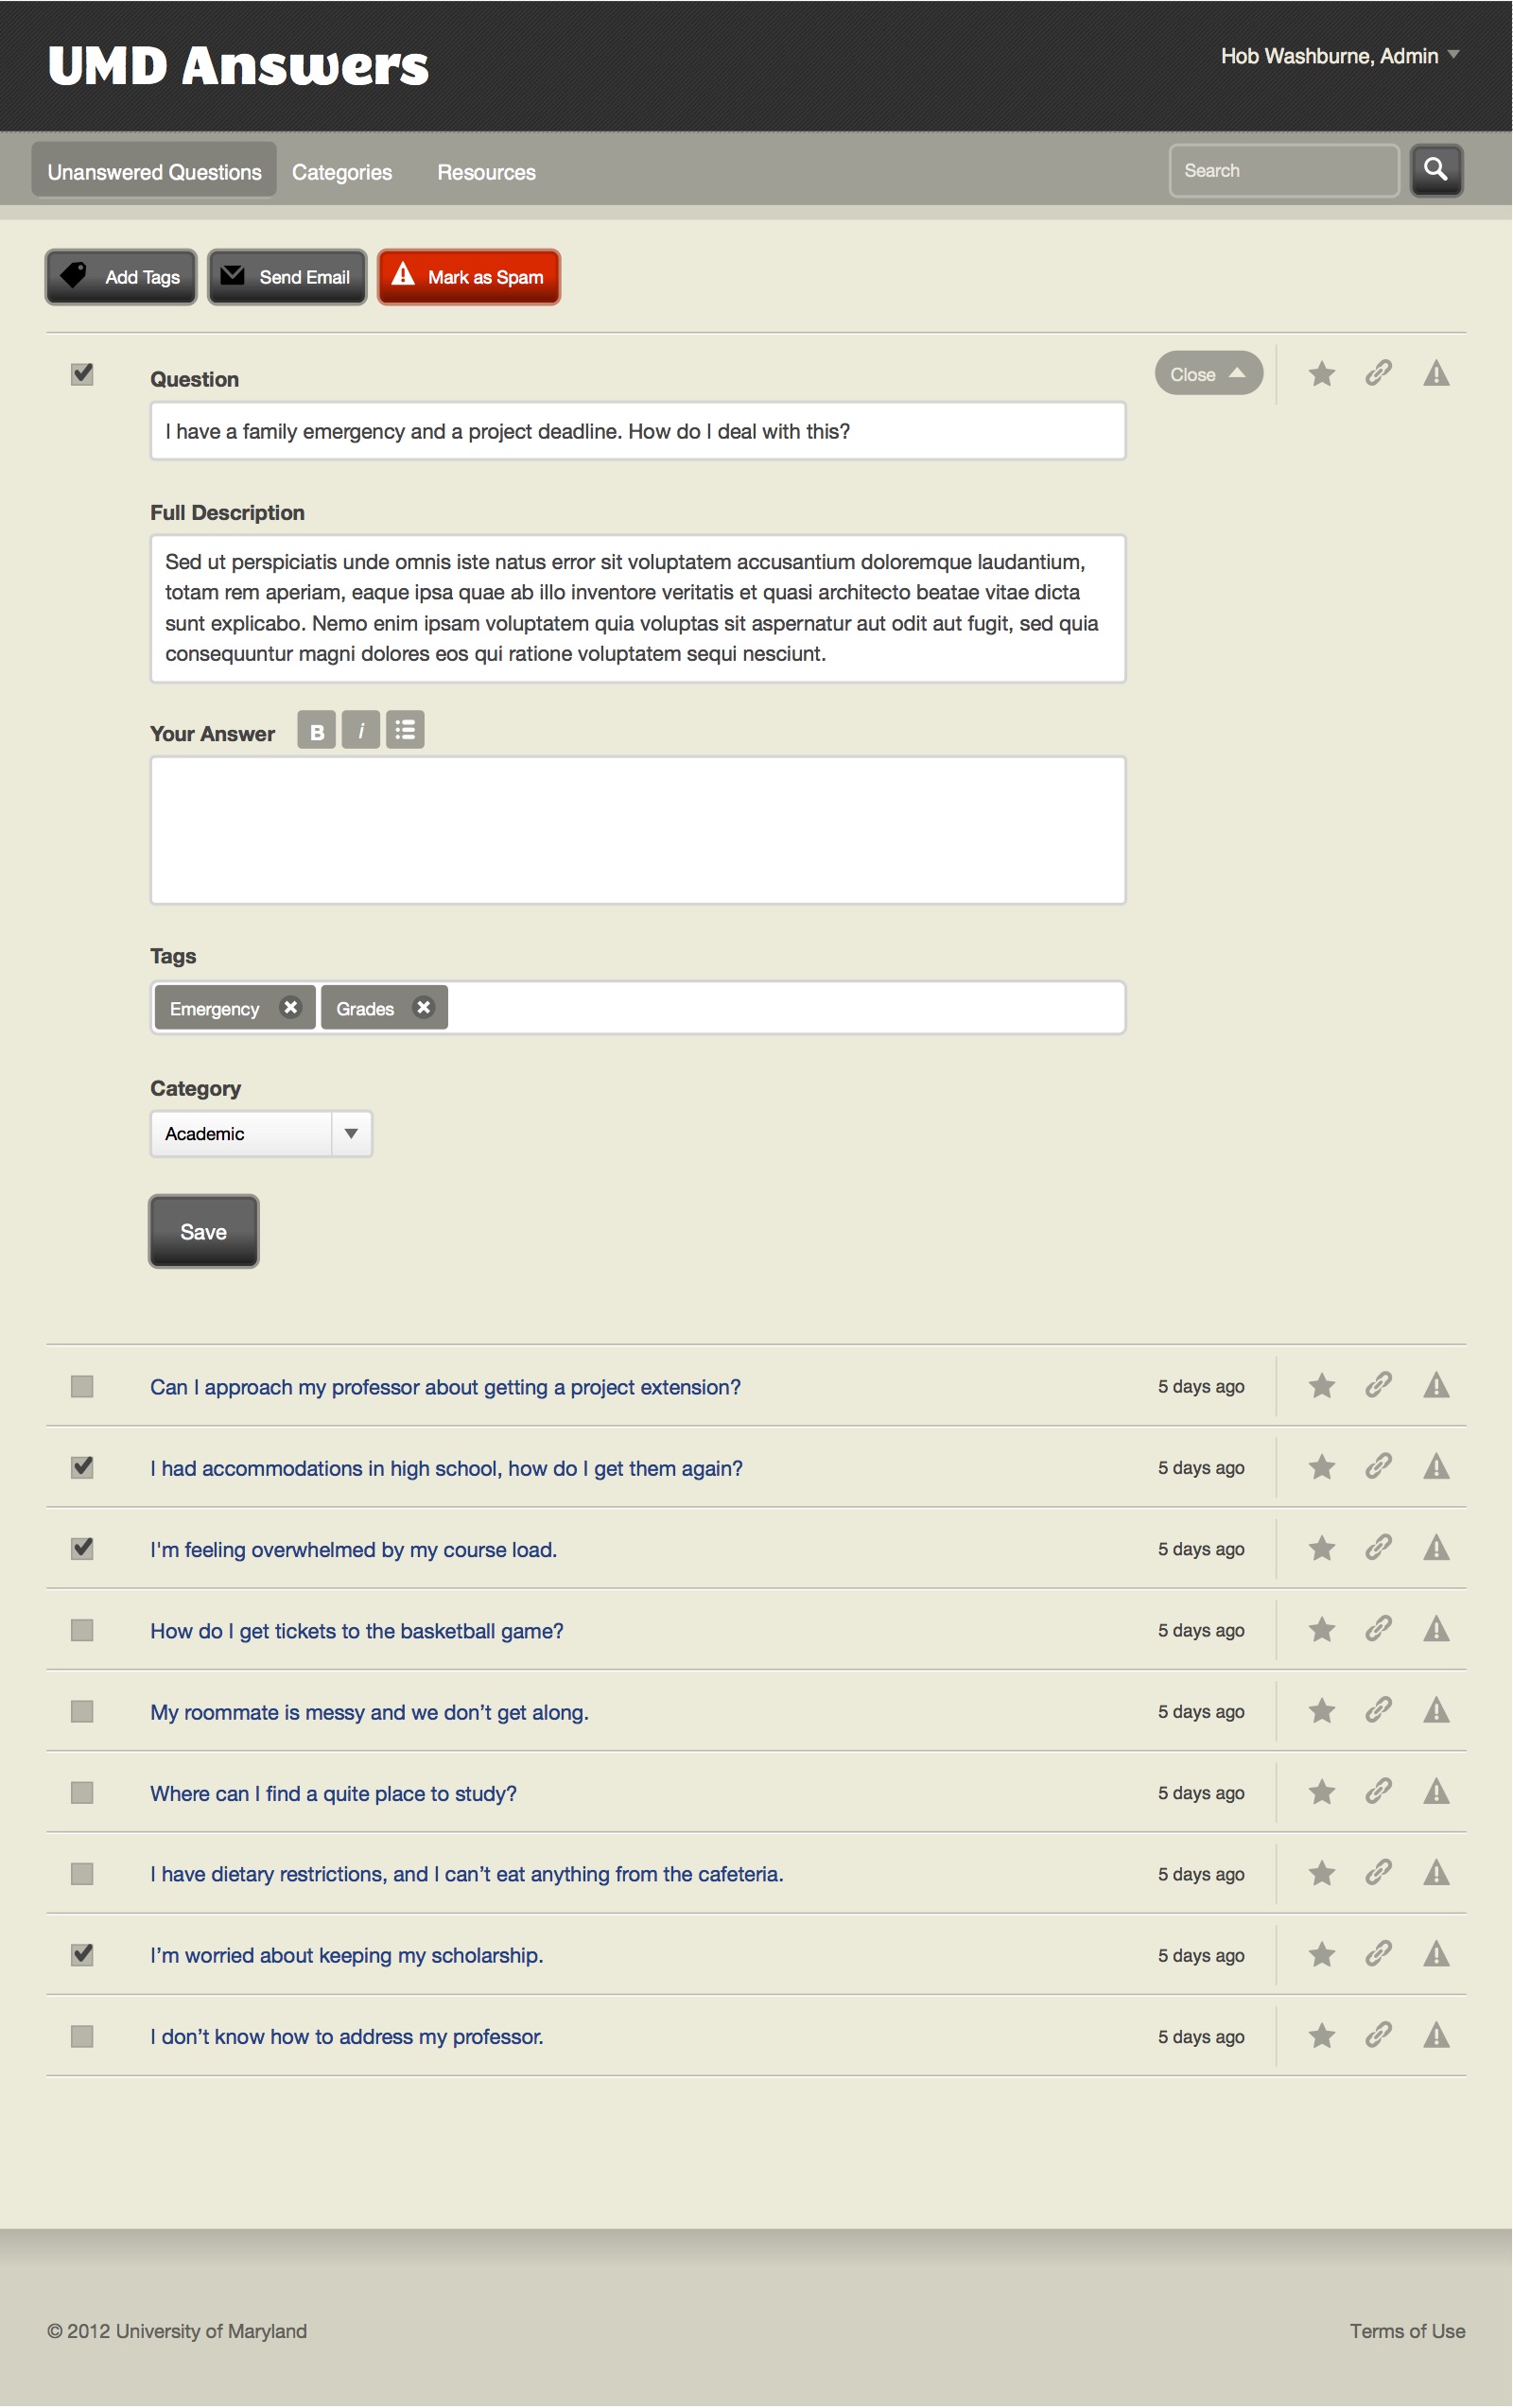 UMD Answers
Hob Washburne, Admin
Unanswered Questions
Categories
Resources
Search
Add Tags
Send Email
Mark as Spam
Question
Close
I have a family emergency and a project deadline. How do I deal with this?
Full Description
Sed ut perspiciatis unde omnis iste natus error sit voluptatem accusantium doloremque laudantium,
totam rem aperiam, eaque ipsa quae ab illo inventore veritatis et quasi architecto beatae vitae dicta
sunt explicabo. Nemo enim ipsam voluptatem quia voluptas sit aspernatur aut odit aut fugit, sed quia
consequuntur magni dolores eos qui ratione voluptatem sequi nesciunt.
Your Answer
B
i
Tags
Emergency
Grades
Category
Academic
Save
Can I approach my professor about getting a project extension?
5 days ago
I had accommodations in high school, how do I get them again?
5 days ago
I'm feeling overwhelmed by my course load.
5 days ago
How do I get tickets to the basketball game?
5 days ago
My roommate is messy and we don’t get along.
5 days ago
Where can I find a quite place to study?
5 days ago
I have dietary restrictions, and I can’t eat anything from the cafeteria.
5 days ago
I’m worried about keeping my scholarship.
5 days ago
I don’t know how to address my professor.
5 days ago
© 2012 University of Maryland
Terms of Use